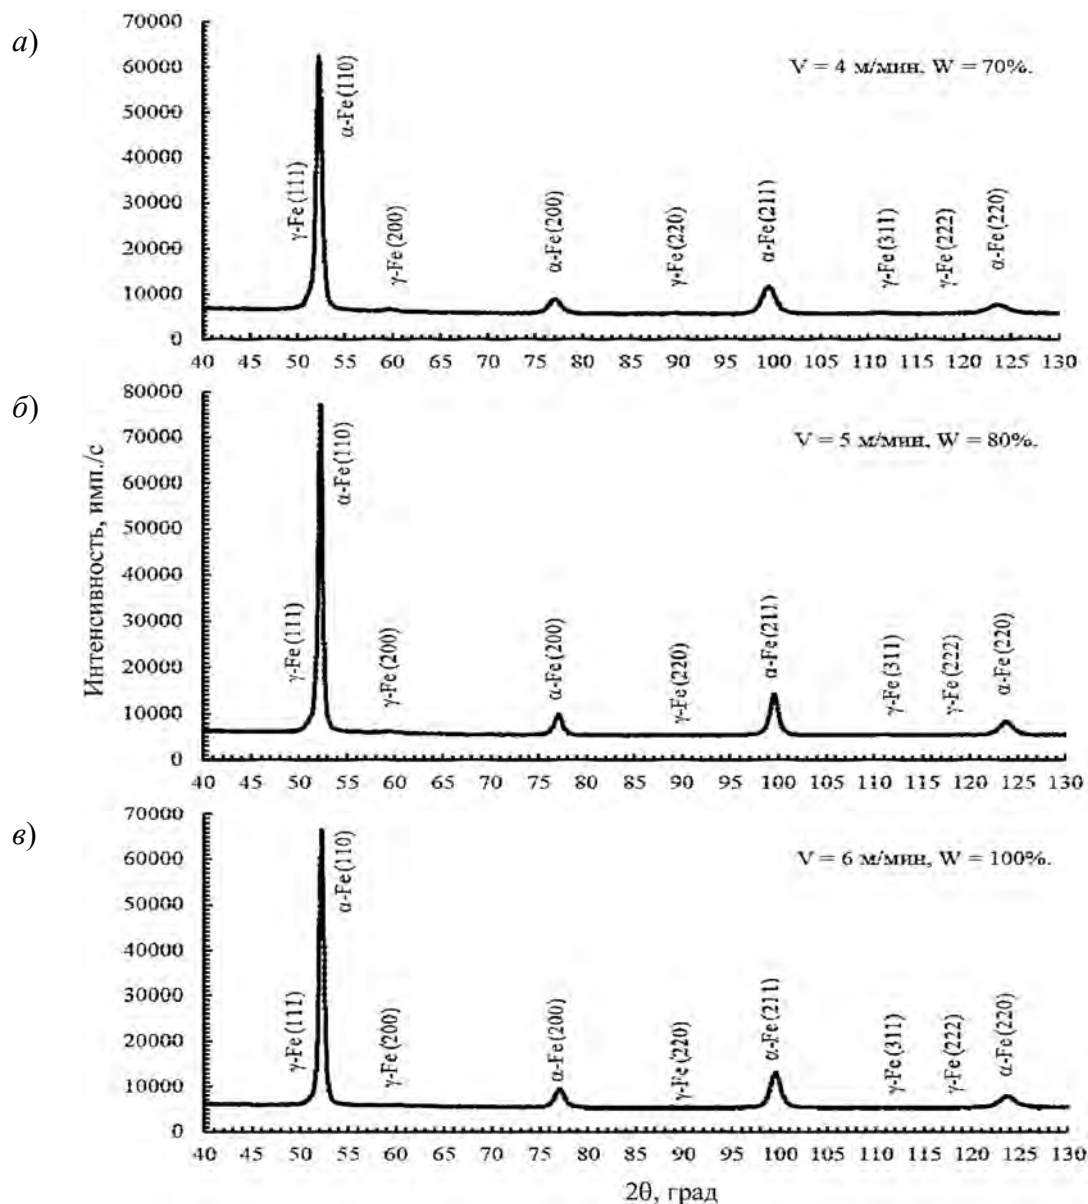 а)
70000
60000
50000
40000
30000
20000
10000
0
V = 4 м/мин, W = 70%.
γ-Fe(111)
α-Fe(110)
γ-Fe(200)
α-Fe(200)
γ-Fe(220)
α-Fe(211)
γ-Fe(311)
γ-Fe(222)
α-Fe(220)
40 45 50 55 60 65 70 75 80 85 90 95 100 105 110 115 120 125 130
б)
Интенсивность, имп./с
80000
70000
60000
50000
40000
30000
20000
10000
0
V = 5 м/мин, W = 80%.
γ-Fe(111)
α-Fe(110)
γ-Fe(200)
α-Fe(200)
γ-Fe(220)
α-Fe(211)
γ-Fe(311)
γ-Fe(222)
α-Fe(220)
40 45 50 55 60 65 70 75 80 85 90 95 100 105 110 115 120 125 130
в)
70000
60000
50000
40000
30000
20000
10000
0
V = 6 м/мин, W = 100%.
γ-Fe(111)
α-Fe(110)
γ-Fe(200)
α-Fe(200)
γ-Fe(220)
α-Fe(211)
γ-Fe(311)
γ-Fe(222)
α-Fe(220)
40 45 50 55 60 65 70 75 80 85 90 95 100 105 110 115 120 125 130
2θ, град